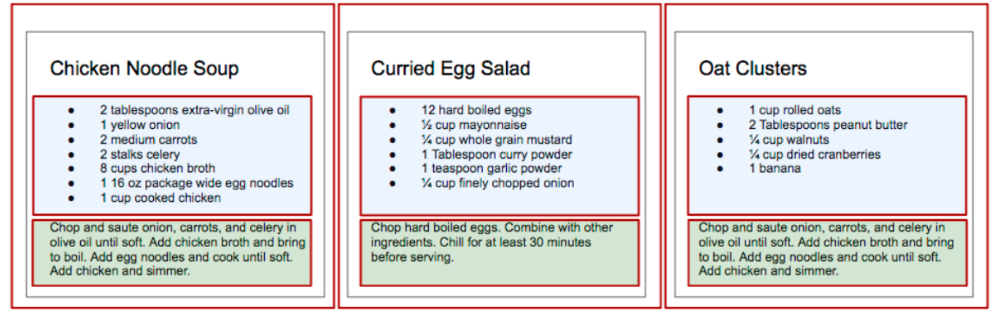 Chicken Noodle Soup
● 2 tablespoons extra-virgin olive oil
● 1 yellow onion
● 2 medium carrots
● 2 stalks celery
● 8 cups chicken broth
● 1 16 oz package wide egg noodles
● 1 cup cooked chicken
Chop and saute onion, carrots, and celery in
olive oil until soft. Add chicken broth and bring
to boil. Add egg noodles and cook until soft.
Add chicken and simmer.
Curried Egg Salad
● 12 hard boiled eggs
● ½ cup mayonnaise
● ¼ cup whole grain mustard
● 1 Tablespoon curry powder
● 1 teaspoon garlic powder
● ¼ cup finely chopped onion
Chop hard boiled eggs. Combine with other
ingredients. Chill for at least 30 minutes
before serving.
Oat Clusters
● 1 cup rolled oats
● 2 Tablespoons peanut butter
● ¼ cup walnuts
● ¼ cup dried cranberries
● 1 banana
Chop and saute onion, carrots, and celery in
olive oil until soft. Add chicken broth and bring
to boil. Add egg noodles and cook until soft.
Add chicken and simmer.